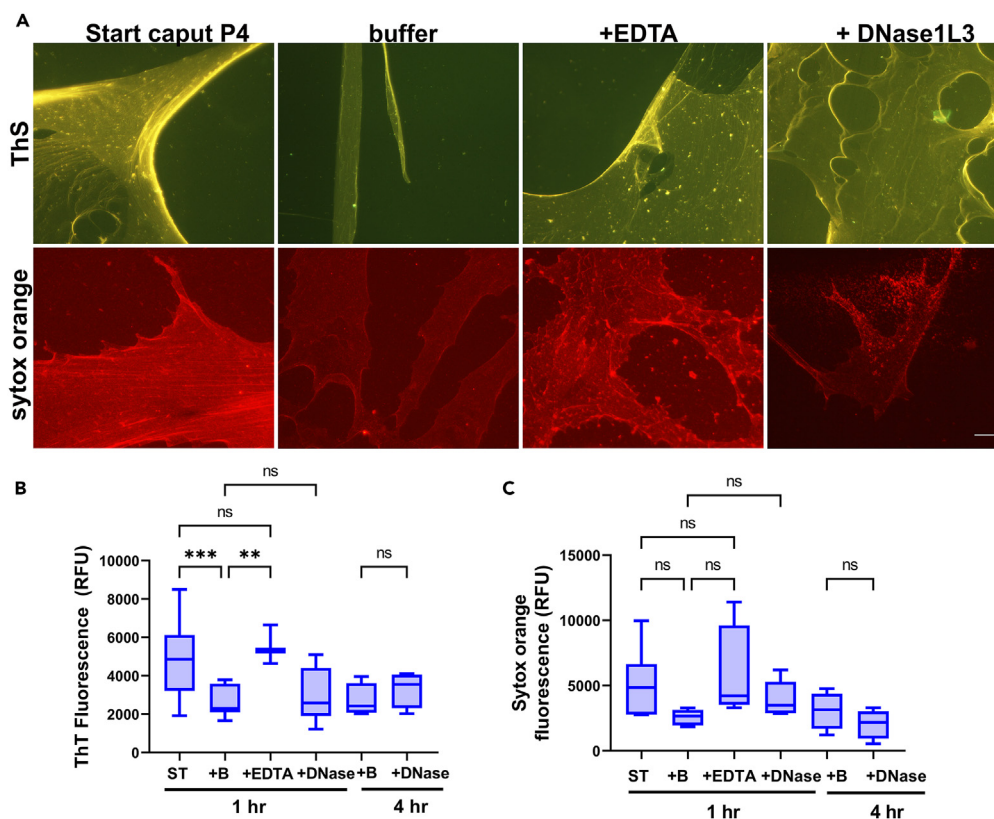 A
Start caput P4 buffer +EDTA + DNase1L3
ThS
sytox orange
B
ns
ns
*** ** ns
ThT Fluorescence (RFU)
10000
8000
6000
4000
2000
0
ST +B +EDTA +DNase +B +DNase
1 hr 4 hr
C
ns
ns
ns ns ns
Sytox orange
fluorescence (RFU)
15000
10000
5000
0
ST +B +EDTA +DNase +B +DNase
1 hr 4 hr